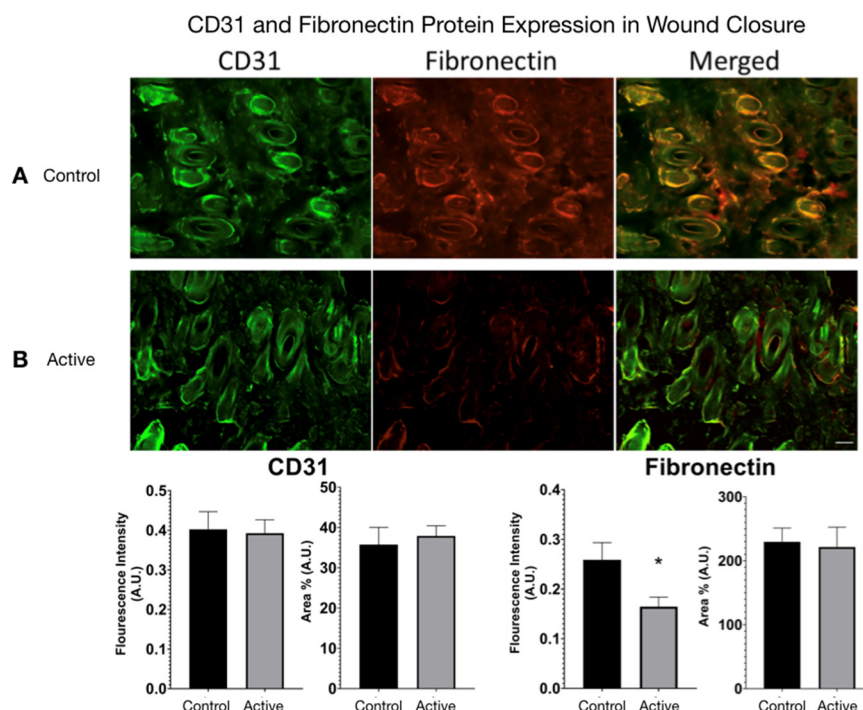 CD31 and Fibronectin Protein Expression in Wound Closure
CD31 Fibronectin Merged
A Control
B Active
CD31
Flourescence Intensity
(A.U.)
0.5
0.4
0.3
0.2
0.1
0.0
Control Active
Area % (A.U.)
50
40
30
20
10
0
Control Active
Fibronectin
Flourescence Intensity
(A.U.)
0.4
0.3
0.2
0.1
0.0
*
Control Active
Area % (A.U.)
300
200
100
0
Control Active